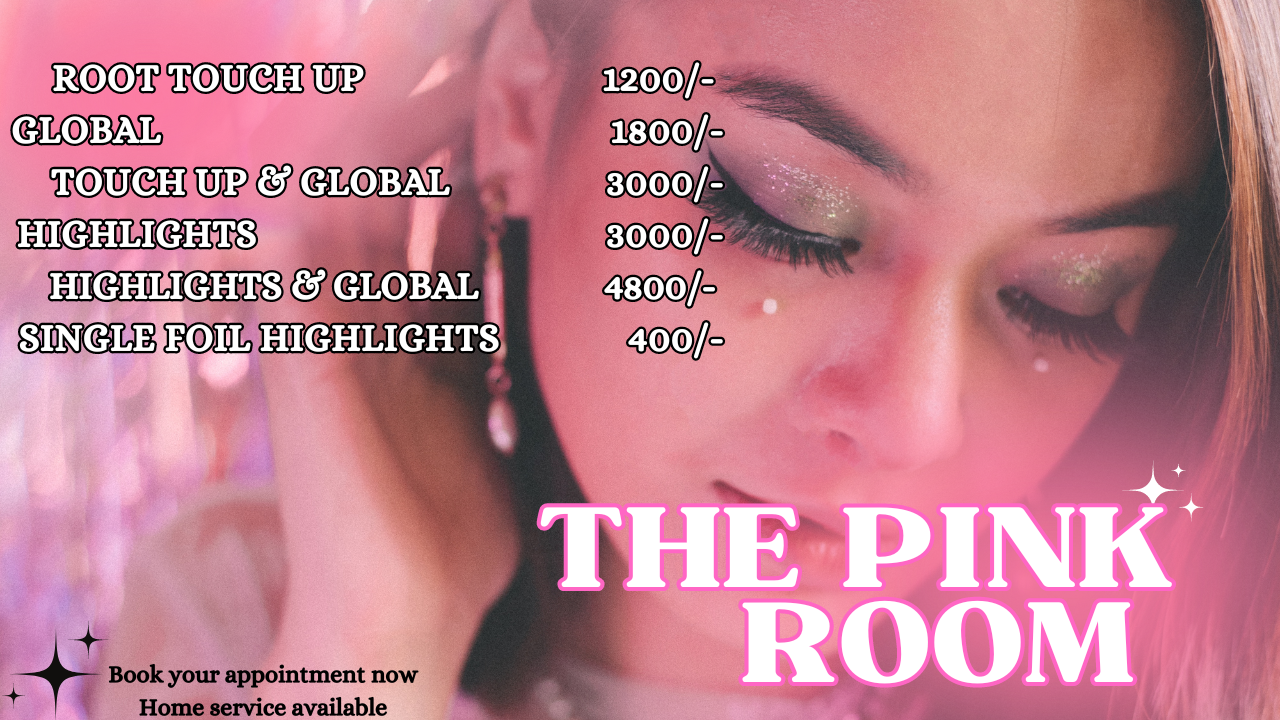 ROOT TOUCH UP 1200/-
GLOBAL 1800/-
TOUCH UP & GLOBAL 3000/-
HIGHLIGHTS 3000/-
HIGHLIGHTS & GLOBAL 4800/-
SINGLE FOIL HIGHLIGHTS 400/-
THE PINK
ROOM
Book your appointment now
Home service available